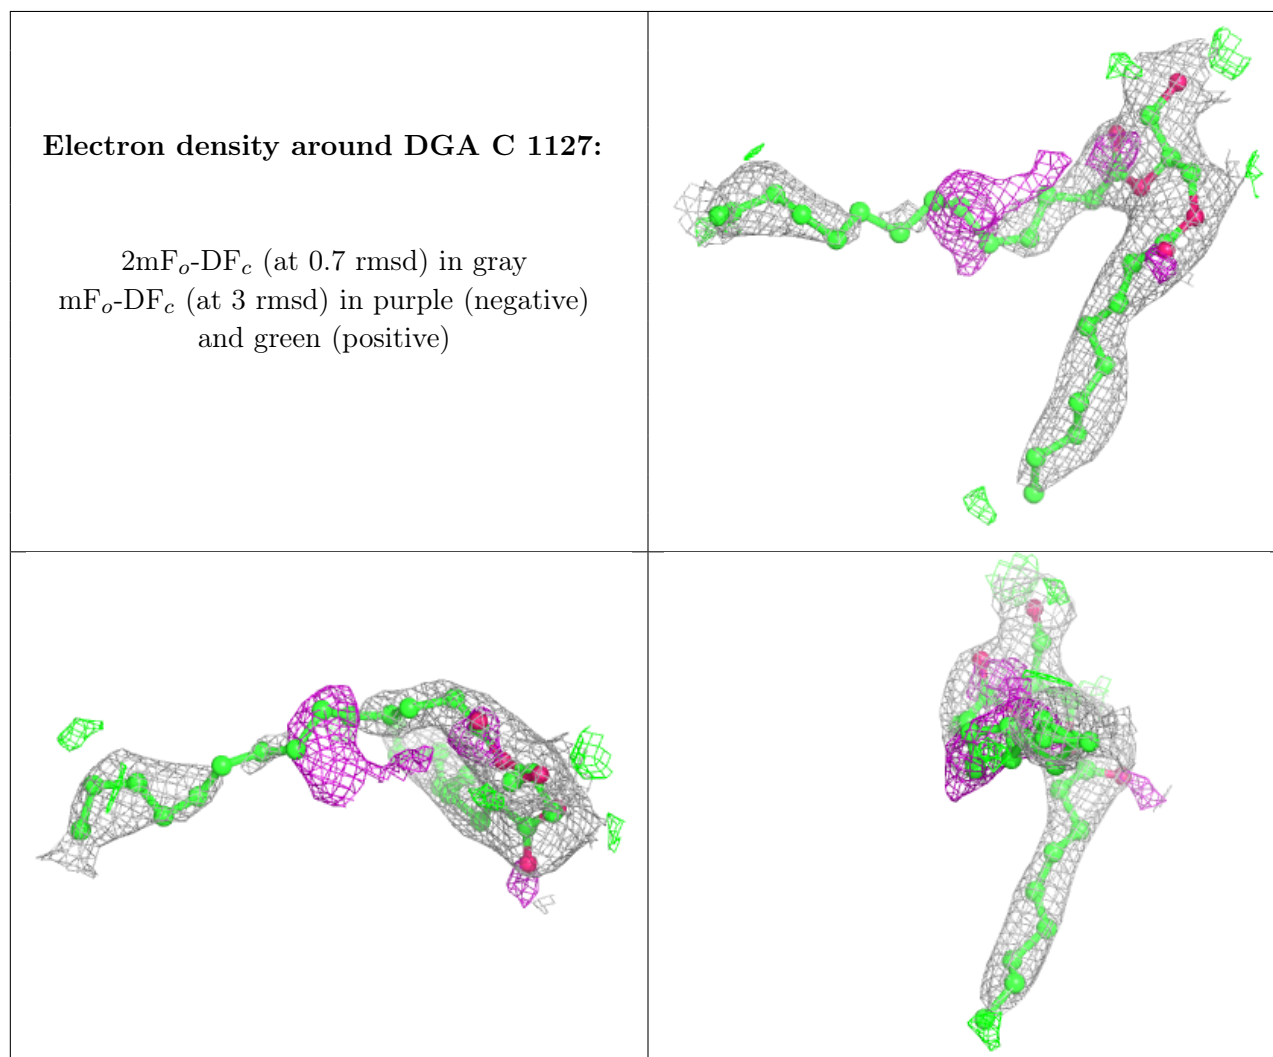 Electron density around DGA C 1127:
2mFₒ-DF𝒸 (at 0.7 rmsd) in gray
mFₒ-DF𝒸 (at 3 rmsd) in purple (negative)
and green (positive)